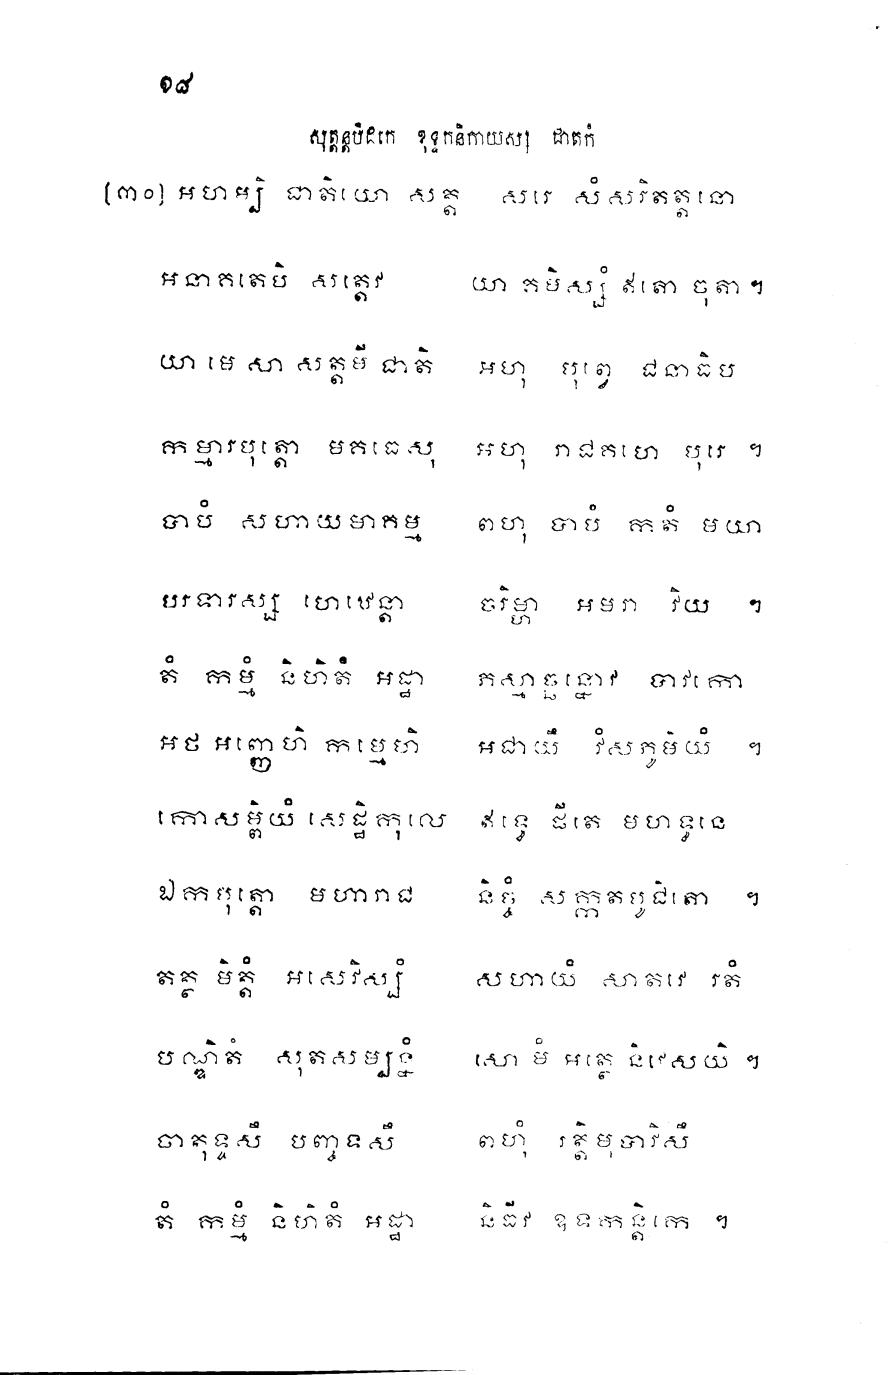 ១៨
សុត្តន្តបិដកេ ខុទ្ទកនិកាយស្ស ជាតកំ
[៣០] អហម្បិ ជាតិយោ សត្ត សរេ សំសរិតត្តនោ
អនាគតេបិ សត្តេវ យា គមិស្សំ ឥតោ ចុតា ។
យា មេ សា សត្តមី ជាតិ អហុ បុព្វេ ជនាធិប
កម្មារបុត្តោ មគធេសុ អហុ រាជគហេ បុរេ ។
បាបំ សហាយមាគម្ម ពហុ បាបំ កតំ មយា
បរទារស្ស ហេឋេន្តា ចរិម្ហា អមរា វិយ ។
តំ កម្មំ និហិតំ អដ្ឋា ភស្មាច្ឆន្នោវ បាវកោ
អថ អញ្ញេហិ កម្មេហិ អជាយឹ វំសភូមិយំ ។
កោសម្ពិយំ សេដ្ឋិកុលេ ឥទ្ធេ ផីតេ មហទ្ធនេ
ឯកបុត្តោ មហារាជ និច្ចំ សក្កតបូជិតោ ។
តត្ថ មិត្តំ អសេវិស្សំ សហាយំ សាតវេ រតំ
បណ្ឌិតំ សុតសម្បន្នំ សោ មំ អត្ថេ និវេសយិ ។
ចាតុទ្ទសឹ បញ្ចទសឹ ពហុំ រត្តិមុបាវិសឹ
តំ កម្មំ និហិតំ អដ្ឋា និធីវ ឧទកន្តិកេ ។